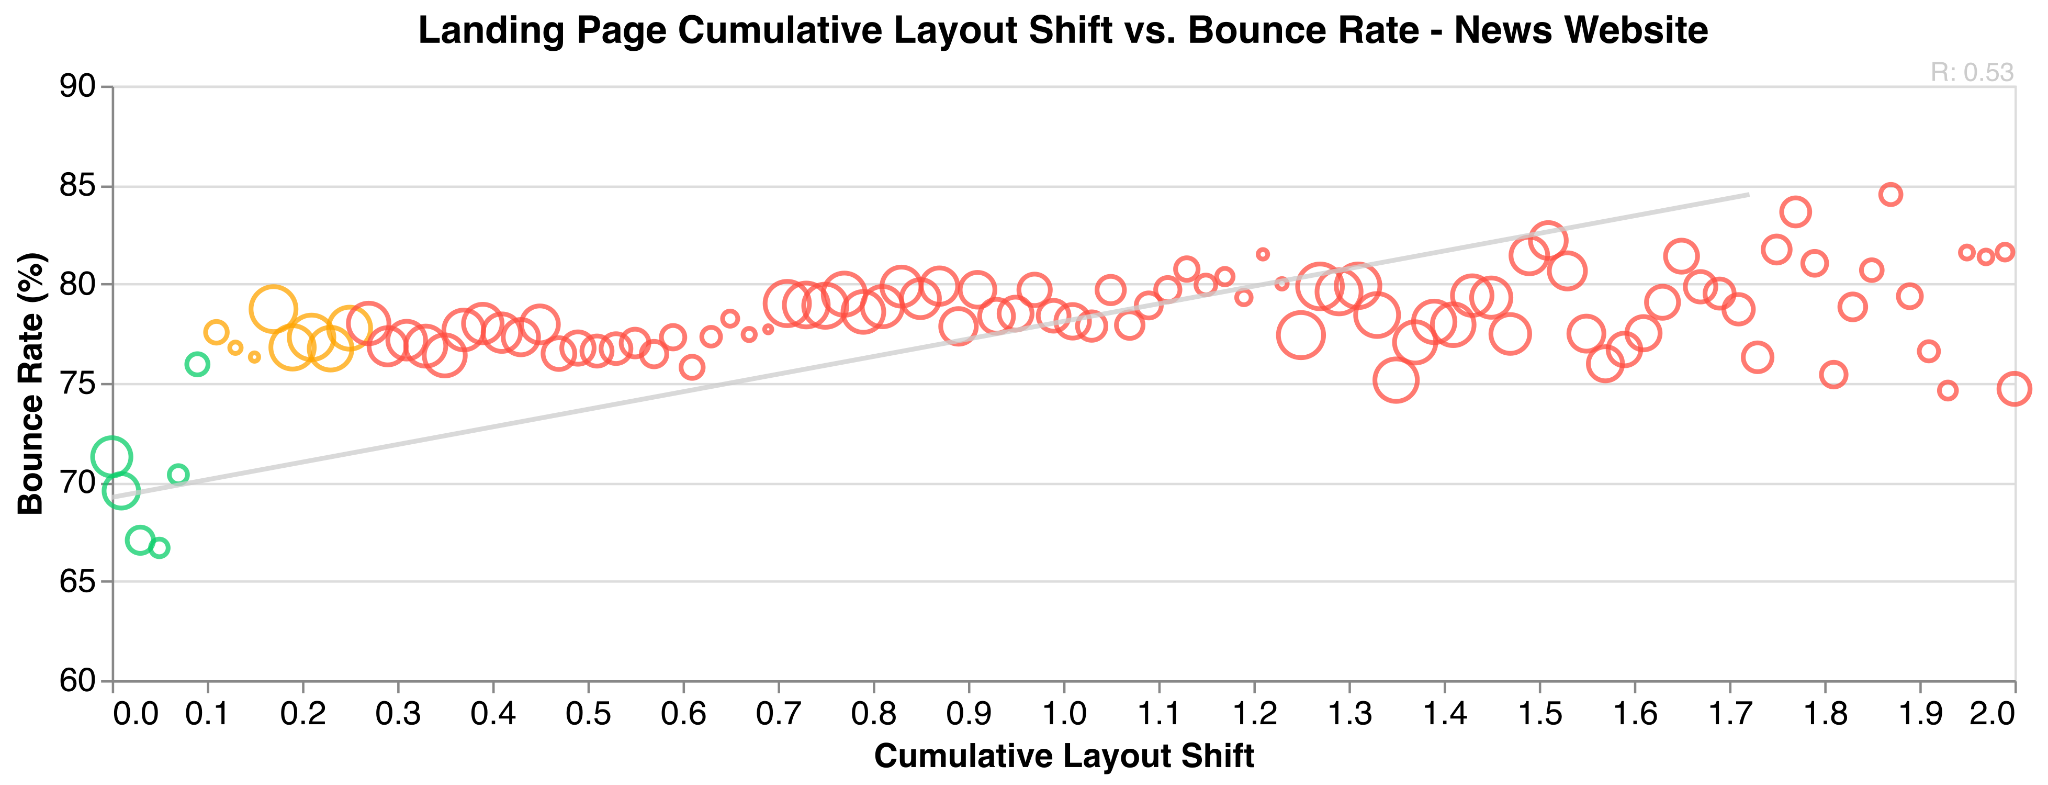 Landing Page Cumulative Layout Shift vs. Bounce Rate - News Website
R: 0.53
90
85
80
75
70
65
60
Bounce Rate (%)
0.0 0.1 0.2 0.3 0.4 0.5 0.6 0.7 0.8 0.9 1.0 1.1 1.2 1.3 1.4 1.5 1.6 1.7 1.8 1.9 2.0
Cumulative Layout Shift